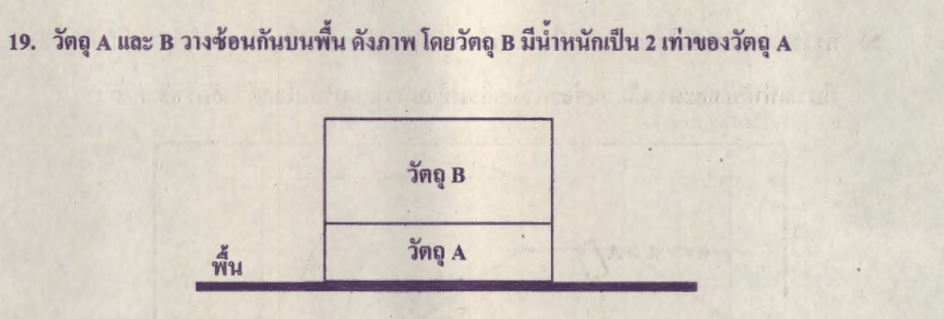 19. วัตถุ A และ B วางซ้อนกันบนพื้น ดังภาพ โดยวัตถุ B มีน้ำหนักเป็น 2 เท่าของวัตถุ A
วัตถุ B
วัตถุ A
พื้น